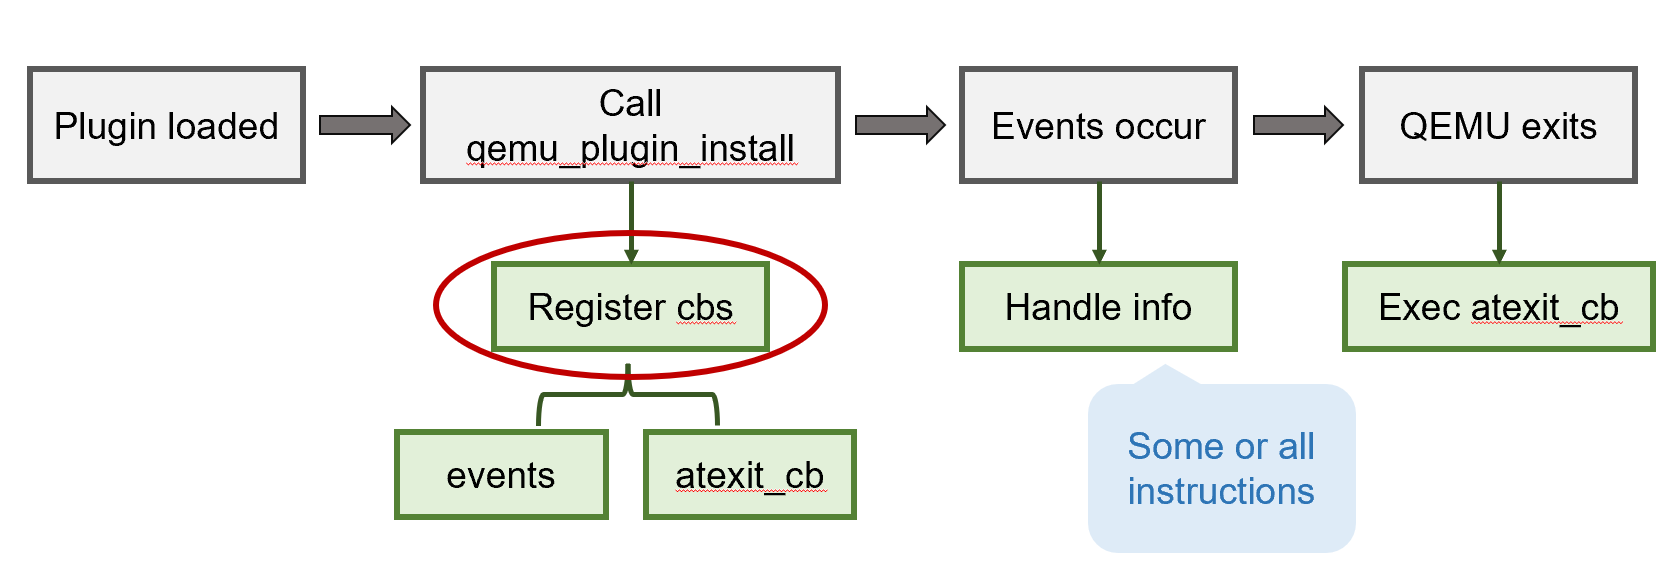 Plugin loaded
Call
qemu_plugin_install
Events occur
QEMU exits
Register cbs
Handle info
Exec atexit_cb
events
atexit_cb
Some or all
instructions